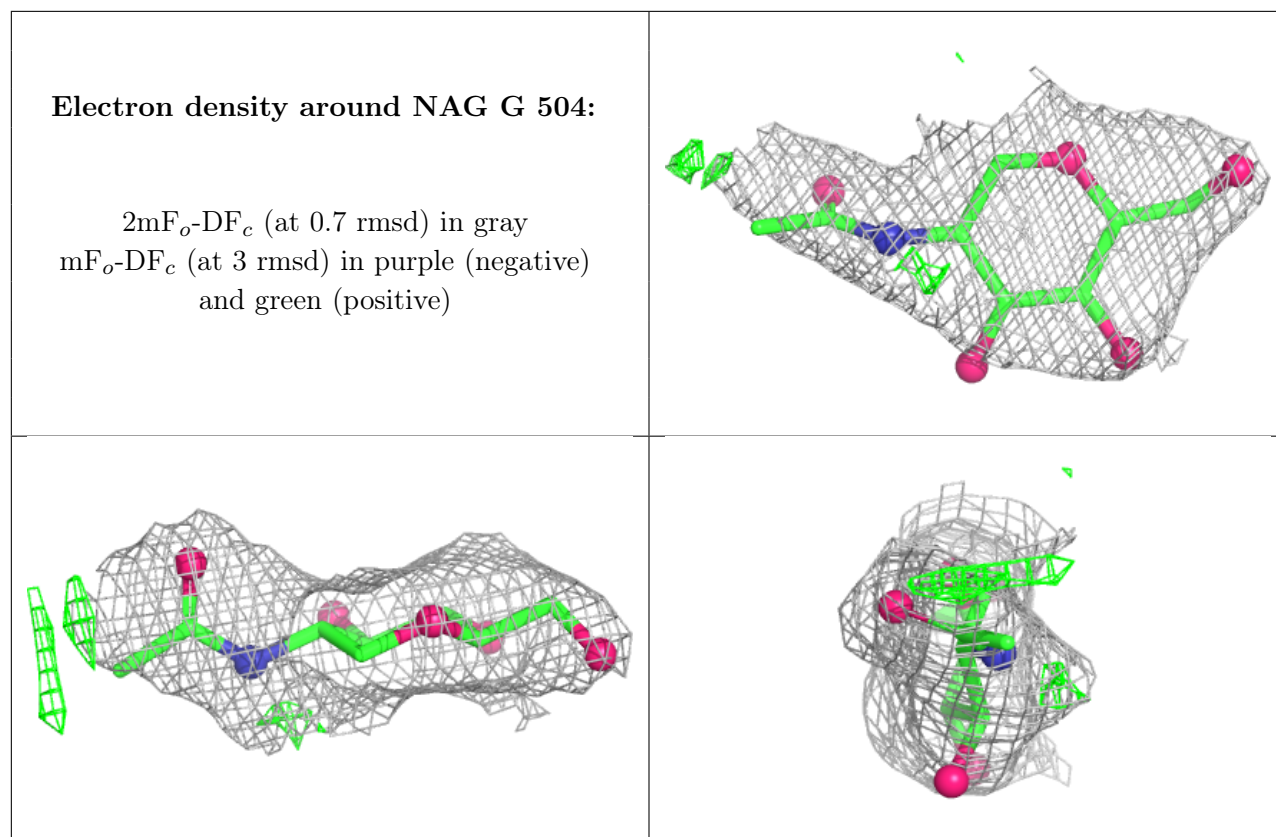 Electron density around NAG G 504:
2mFo-DFc (at 0.7 rmsd) in gray
mFo-DFc (at 3 rmsd) in purple (negative)
and green (positive)